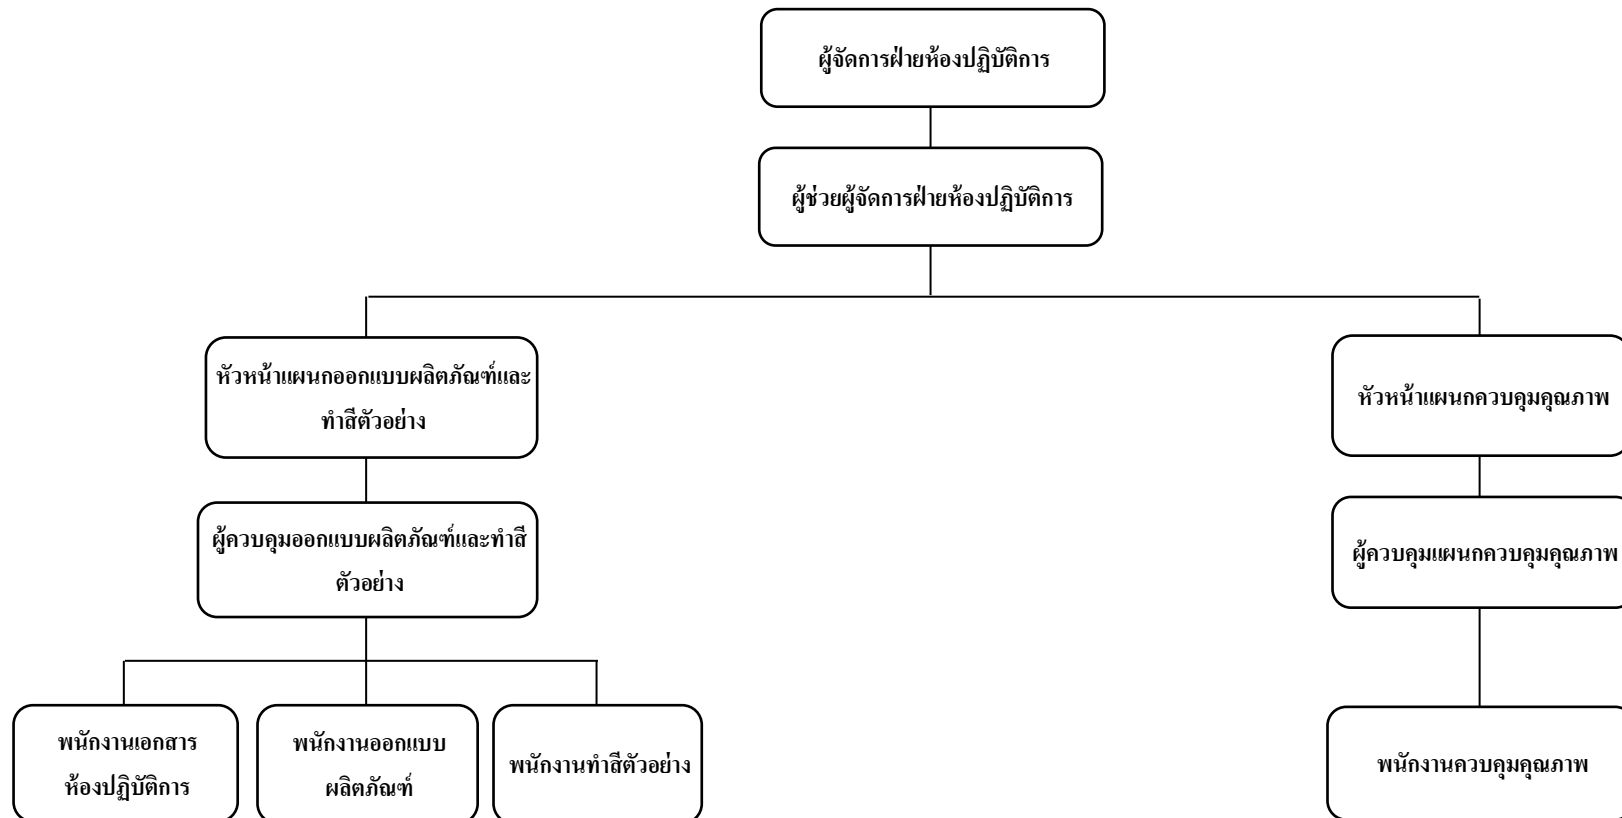 ผู้จัดการฝ่ายห้องปฏิบัติการ
ผู้ช่วยผู้จัดการฝ่ายห้องปฏิบัติการ
หัวหน้าแผนกออกแบบผลิตภัณฑ์และ
ทำสีตัวอย่าง
หัวหน้าแผนกควบคุมคุณภาพ
ผู้ควบคุมออกแบบผลิตภัณฑ์และทำสี
ตัวอย่าง
ผู้ควบคุมแผนกควบคุมคุณภาพ
พนักงานเอกสาร
ห้องปฏิบัติการ
พนักงานออกแบบ
ผลิตภัณฑ์
พนักงานทำสีตัวอย่าง
พนักงานควบคุมคุณภาพ